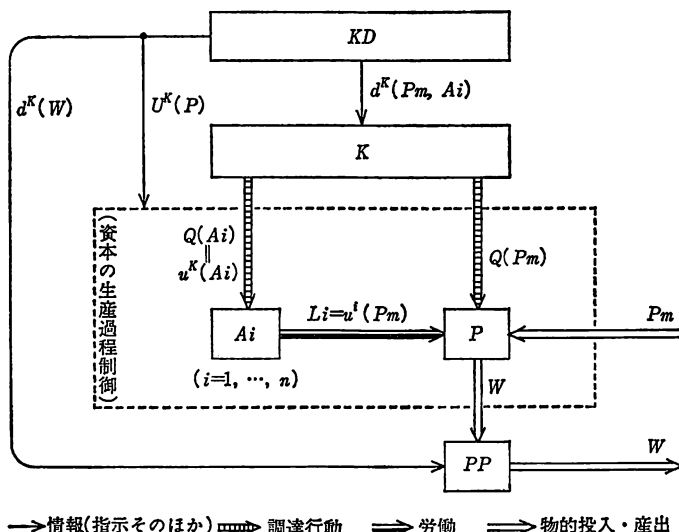 KD
d^K(W)
U^K(P)
d^K(Pm, Ai)
K
(資本の生産過程制御)
Q(Ai)
∥
u^K(Ai)
Q(Pm)
Ai
Li=u^i(Pm)
P
Pm
(i=1, …, n)
W
PP
W
情報(指示そのほか) 調達行動 労働 物的投入・産出